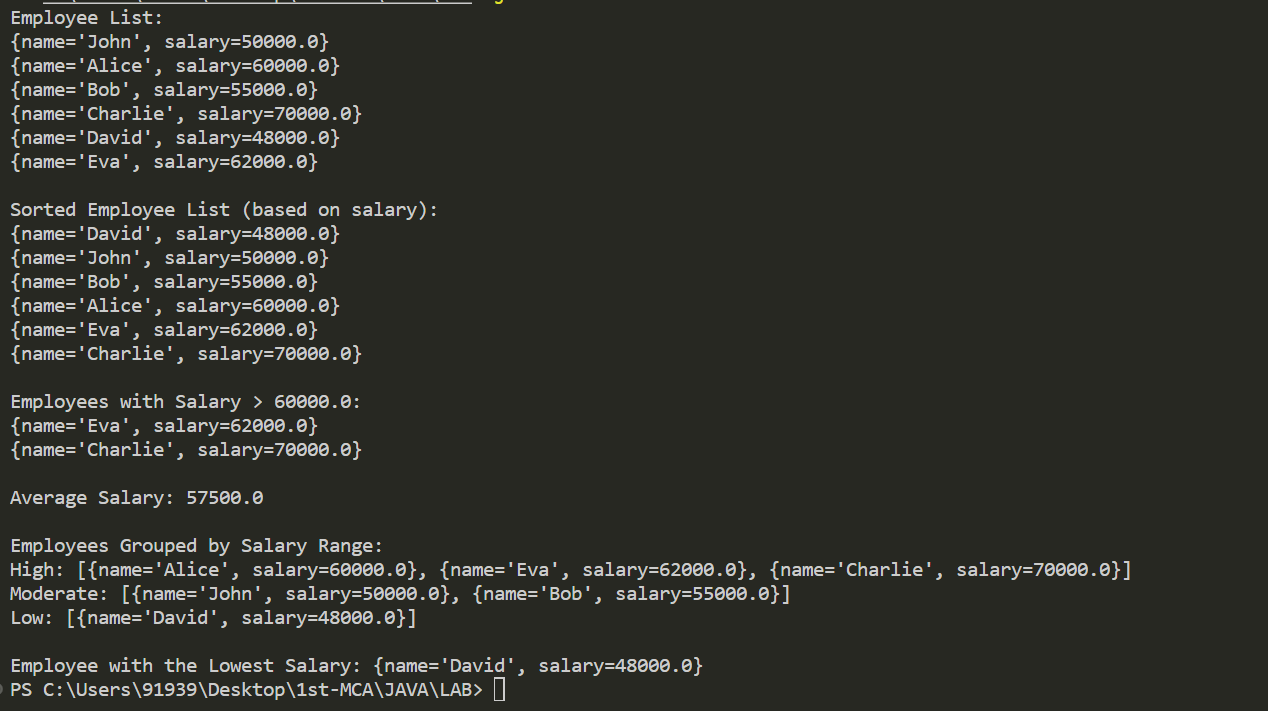 Employee List:
{name='John', salary=50000.0}
{name='Alice', salary=60000.0}
{name='Bob', salary=55000.0}
{name='Charlie', salary=70000.0}
{name='David', salary=48000.0}
{name='Eva', salary=62000.0}
Sorted Employee List (based on salary):
{name='David', salary=48000.0}
{name='John', salary=50000.0}
{name='Bob', salary=55000.0}
{name='Alice', salary=60000.0}
{name='Eva', salary=62000.0}
{name='Charlie', salary=70000.0}
Employees with Salary > 60000.0:
{name='Eva', salary=62000.0}
{name='Charlie', salary=70000.0}
Average Salary: 57500.0
Employees Grouped by Salary Range:
High: [{name='Alice', salary=60000.0}, {name='Eva', salary=62000.0}, {name='Charlie', salary=70000.0}]
Moderate: [{name='John', salary=50000.0}, {name='Bob', salary=55000.0}]
Low: [{name='David', salary=48000.0}]
Employee with the Lowest Salary: {name='David', salary=48000.0}
PS C:\Users\91939\Desktop\1st-MCA\JAVA\LAB>